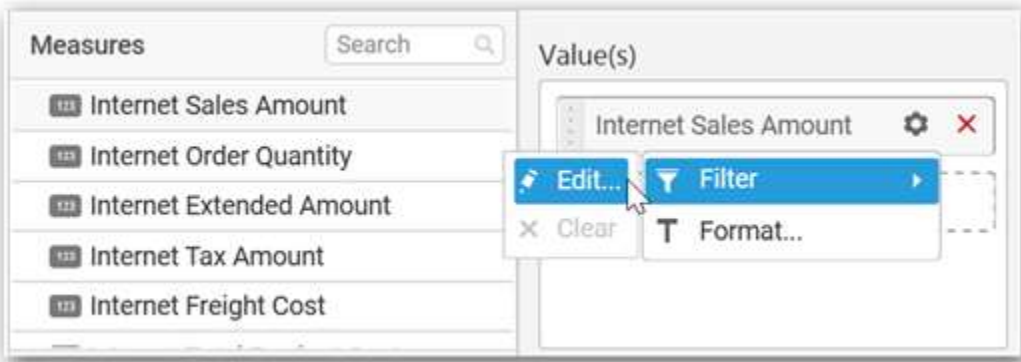 Measures
Search
Internet Sales Amount
Internet Order Quantity
Internet Extended Amount
Internet Tax Amount
Internet Freight Cost
Value(s)
Internet Sales Amount
Edit...
Filter
Clear
Format...